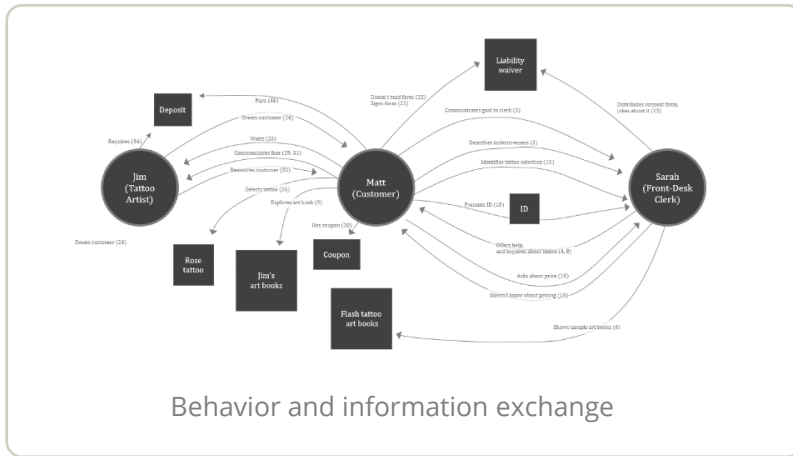 Liability
waiver
Deposit
Pays (36)
Doesn't read form (22)
Signs form (22)
Distributes consent form,
jokes about it (13)
Greets customer (24)
Communicates goal to clerk (3)
Requires (34)
Waits (23)
Describes indecisiveness (5)
Communicates fear (29-31)
Identifies tattoo selection (15)
Jim
(Tattoo
Artist)
Reassures customer (32)
Matt
(Customer)
Sarah
(Front-Desk
Clerk)
Selects tattoo (25)
Explores art book (9)
Presents ID (15)
ID
Has coupon (20)
Greets customer (24)
Offers help,
and inquires about intent (4, 8)
Rose
tattoo
Jim's
art books
Coupon
Asks about price (18)
Doesn't know about pricing (19)
Flash tattoo
art books
Shows sample art books (6)
Behavior and information exchange